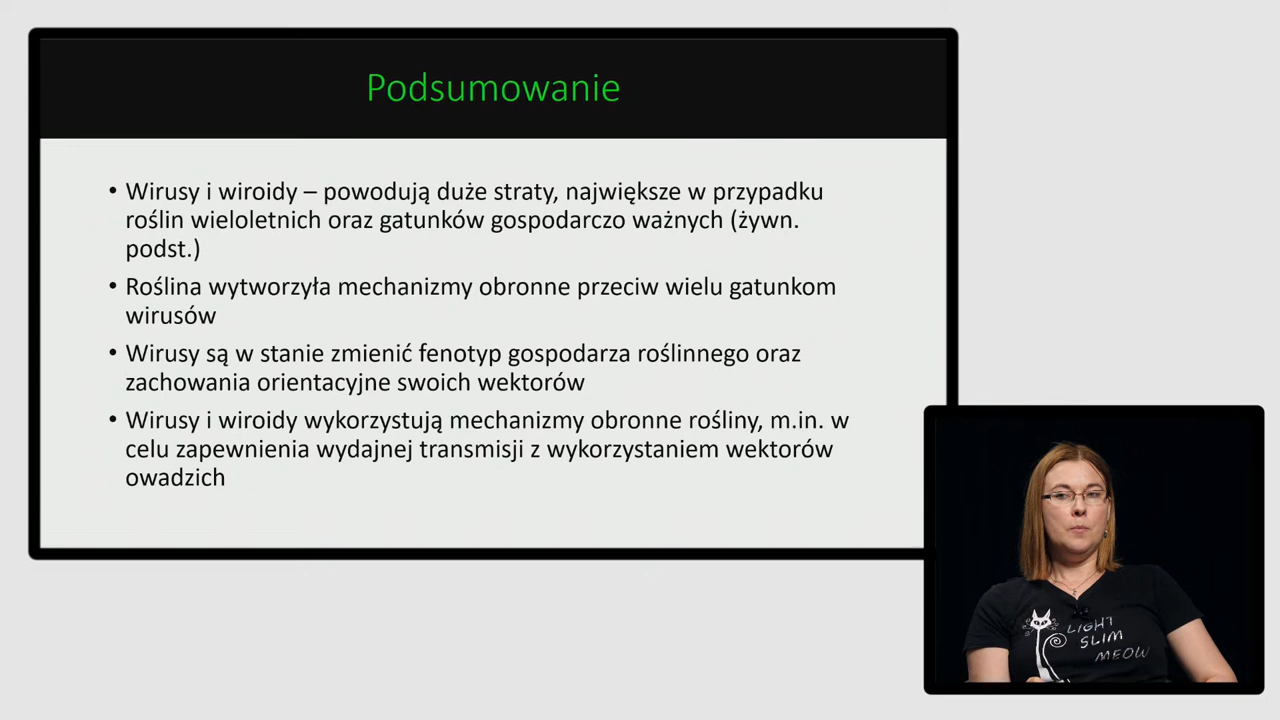 Podsumowanie
• Wirusy i wiroidy – powodują duże straty, największe w przypadku
roślin wieloletnich oraz gatunków gospodarczo ważnych (żywn.
podst.)
• Roślina wytworzyła mechanizmy obronne przeciw wielu gatunkom
wirusów
• Wirusy są w stanie zmienić fenotyp gospodarza roślinnego oraz
zachowania orientacyjne swoich wektorów
• Wirusy i wiroidy wykorzystują mechanizmy obronne rośliny, m.in. w
celu zapewnienia wydajnej transmisji z wykorzystaniem wektorów
owadzich
LIGHT
SLIM
MEOW